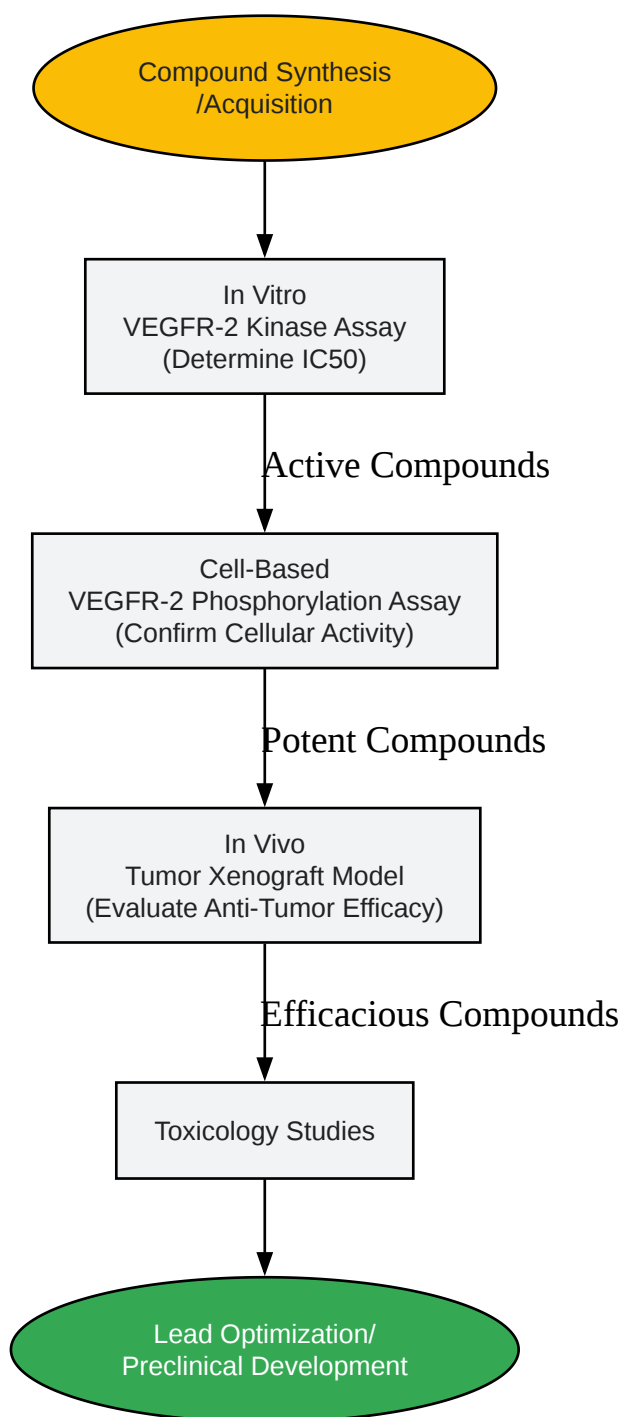 Compound Synthesis
/Acquisition
In Vitro
VEGFR-2 Kinase Assay
(Determine IC50)
Active Compounds
Cell-Based
VEGFR-2 Phosphorylation Assay
(Confirm Cellular Activity)
Potent Compounds
In Vivo
Tumor Xenograft Model
(Evaluate Anti-Tumor Efficacy)
Efficacious Compounds
Toxicology Studies
Lead Optimization/
Preclinical Development